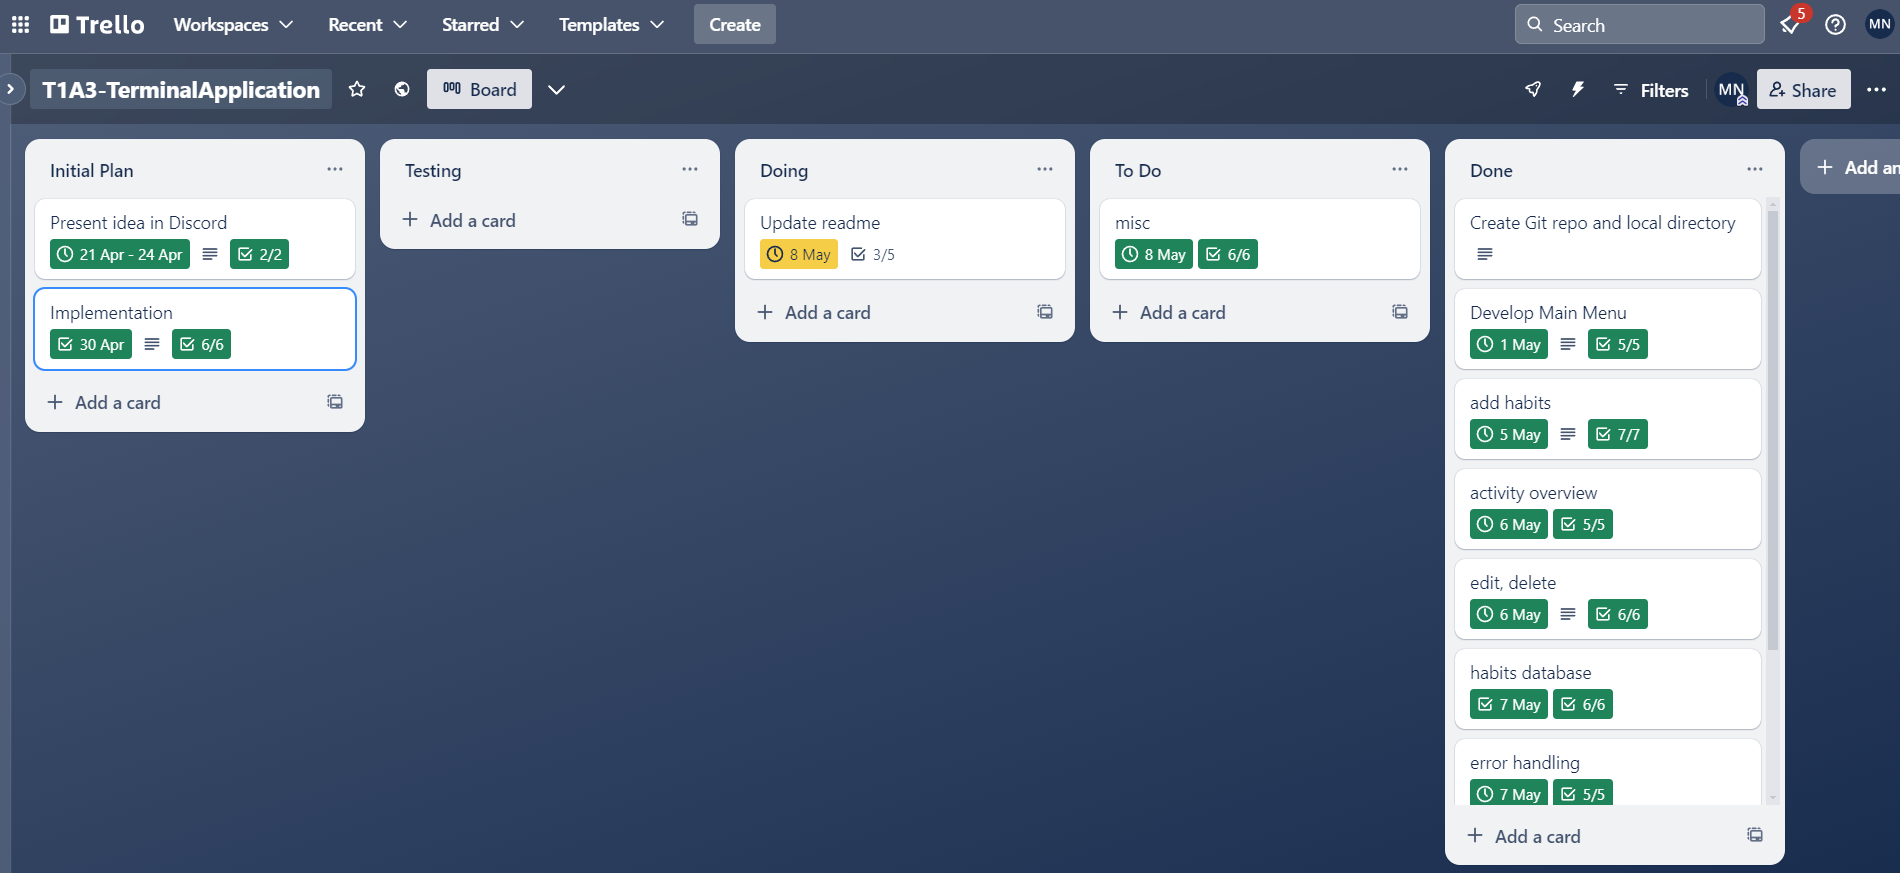 Trello Workspaces Recent Starred Templates Create Search 5 MN
T1A3-TerminalApplication Board Filters MN Share
Initial Plan
Present idea in Discord
21 Apr - 24 Apr 2/2
Implementation
30 Apr 6/6
Add a card
Testing
Add a card
Doing
Update readme
8 May 3/5
Add a card
To Do
misc
8 May 6/6
Add a card
Done
Create Git repo and local directory
Develop Main Menu
1 May 5/5
add habits
5 May 7/7
activity overview
6 May 5/5
edit, delete
6 May 6/6
habits database
7 May 6/6
error handling
7 May 5/5
Add a card
Add an